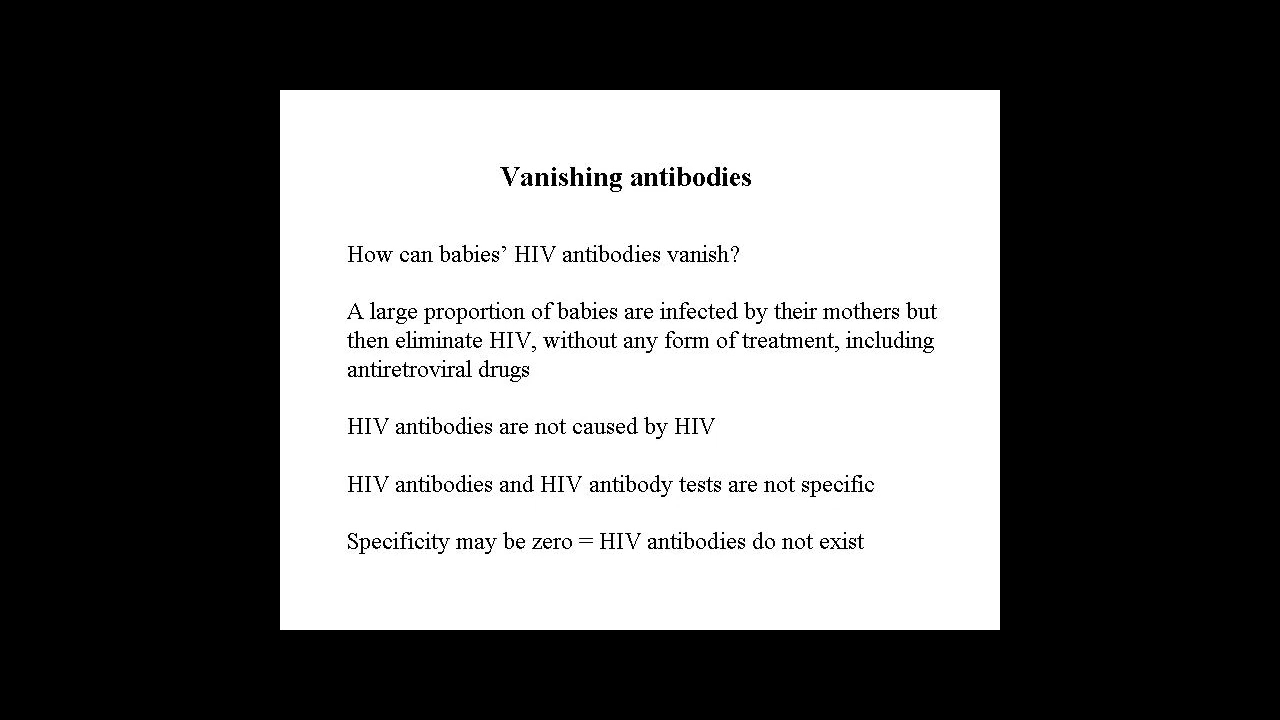 Vanishing antibodies
How can babies’ HIV antibodies vanish?
A large proportion of babies are infected by their mothers but
then eliminate HIV, without any form of treatment, including
antiretroviral drugs
HIV antibodies are not caused by HIV
HIV antibodies and HIV antibody tests are not specific
Specificity may be zero = HIV antibodies do not exist